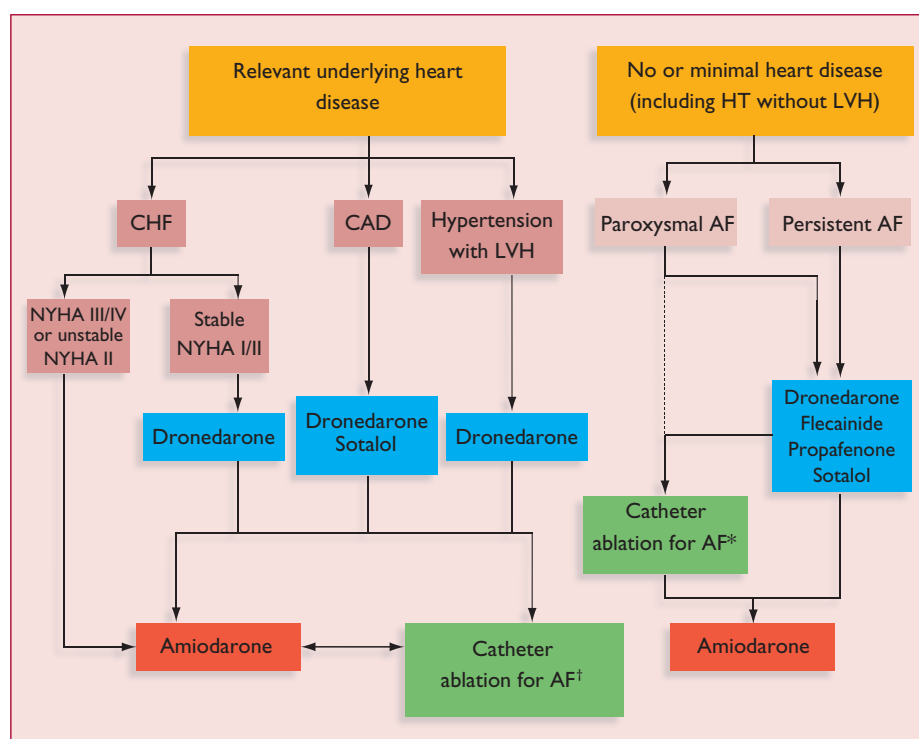 Relevant underlying heart
disease
No or minimal heart disease
(including HT without LVH)
CHF
CAD
Hypertension
with LVH
Paroxysmal AF
Persistent AF
NYHA III/IV
or unstable
NYHA II
Stable
NYHA I/II
Dronedarone
Dronedarone
Sotalol
Dronedarone
Dronedarone
Flecainide
Propafenone
Sotalol
Catheter
ablation for AF*
Amiodarone
Catheter
ablation for AF†
Amiodarone